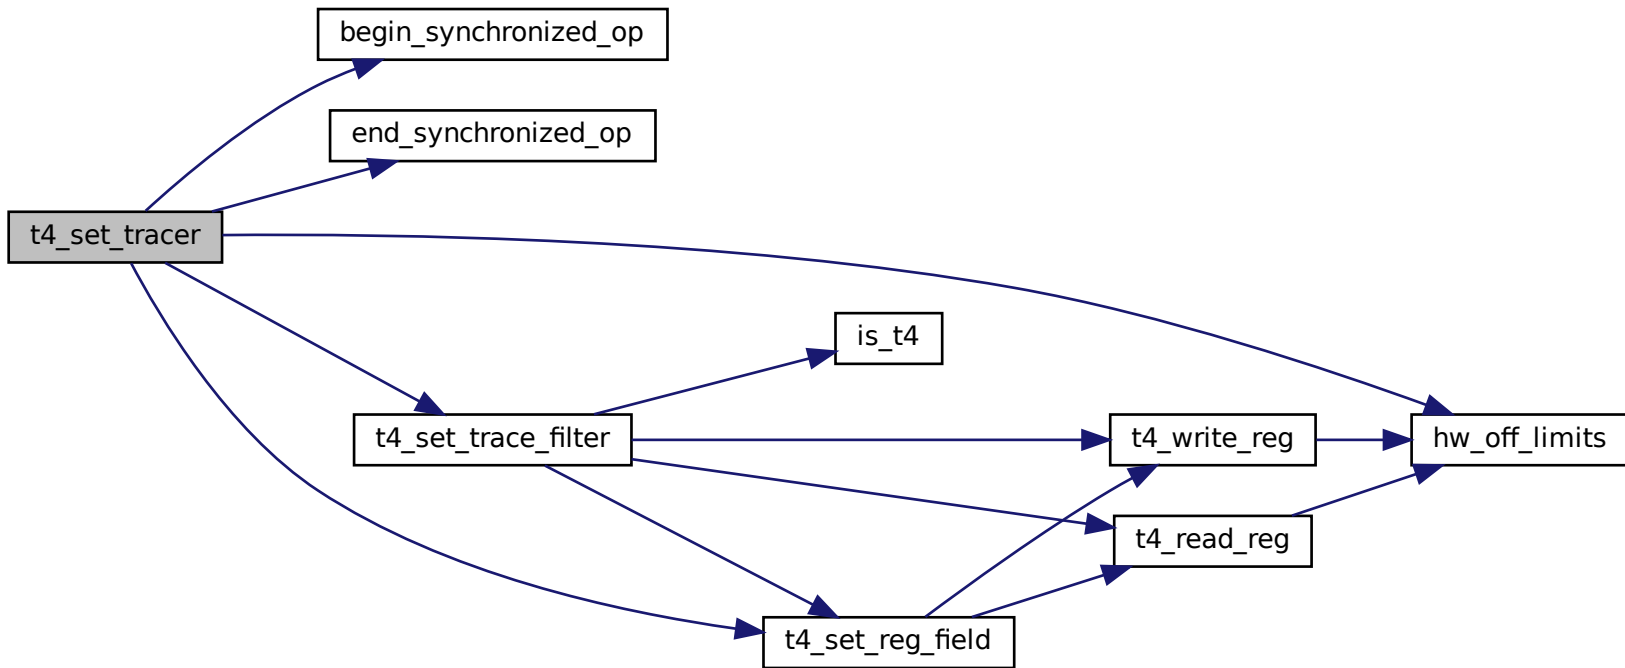 begin_synchronized_op
end_synchronized_op
t4_set_tracer
is_t4
t4_set_trace_filter
t4_write_reg
hw_off_limits
t4_read_reg
t4_set_reg_field